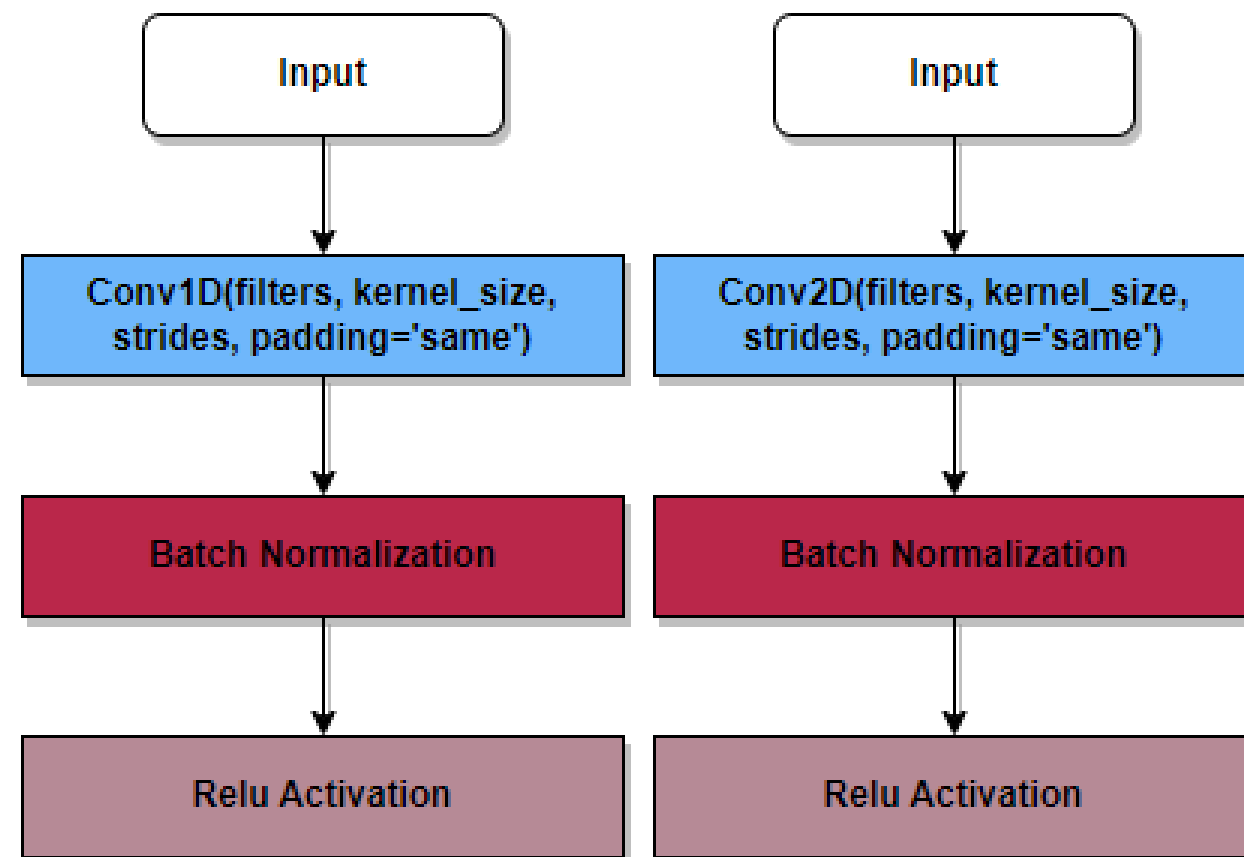 Input
Conv1D(filters, kernel_size,
strides, padding='same')
Batch Normalization
Relu Activation
Input
Conv2D(filters, kernel_size,
strides, padding='same')
Batch Normalization
Relu Activation